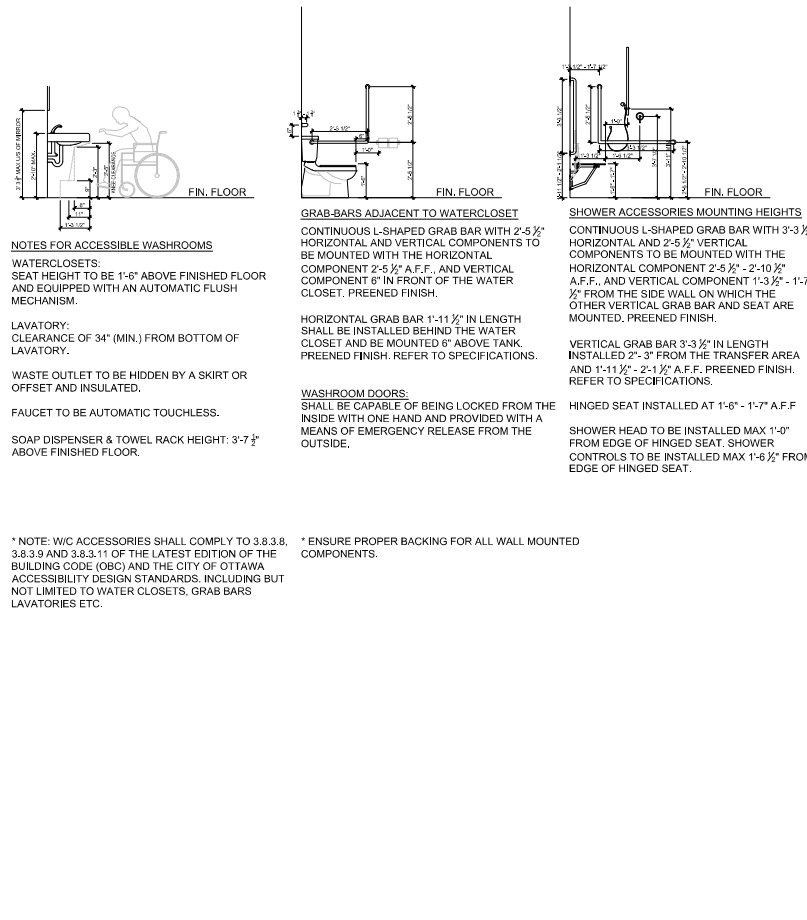 FIN. FLOOR
NOTES FOR ACCESSIBLE WASHROOMS
WATERCLOSETS:
SEAT HEIGHT TO BE 1'-6" ABOVE FINISHED FLOOR
AND EQUIPPED WITH AN AUTOMATIC FLUSH
MECHANISM.
LAVATORY:
CLEARANCE OF 34" (MIN.) FROM BOTTOM OF
LAVATORY.
WASTE OUTLET TO BE HIDDEN BY A SKIRT OR
OFFSET AND INSULATED.
FAUCET TO BE AUTOMATIC TOUCHLESS.
SOAP DISPENSER & TOWEL RACK HEIGHT: 3'-7 ½"
ABOVE FINISHED FLOOR.
* NOTE: W/C ACCESSORIES SHALL COMPLY TO 3.8.3.8,
3.8.3.9 AND 3.8.3.11 OF THE LATEST EDITION OF THE
BUILDING CODE (OBC) AND THE CITY OF OTTAWA
ACCESSIBILITY DESIGN STANDARDS. INCLUDING BUT
NOT LIMITED TO WATER CLOSETS, GRAB BARS
LAVATORIES ETC.
FIN. FLOOR
GRAB-BARS ADJACENT TO WATERCLOSET
CONTINUOUS L-SHAPED GRAB BAR WITH 2'-5 ½"
HORIZONTAL AND VERTICAL COMPONENTS TO
BE MOUNTED WITH THE HORIZONTAL
COMPONENT 2'-5 ½" A.F.F., AND VERTICAL
COMPONENT 6" IN FRONT OF THE WATER
CLOSET. PREENED FINISH.
HORIZONTAL GRAB BAR 1'-11 ½" IN LENGTH
SHALL BE INSTALLED BEHIND THE WATER
CLOSET AND BE MOUNTED 6" ABOVE TANK.
PREENED FINISH. REFER TO SPECIFICATIONS.
WASHROOM DOORS:
SHALL BE CAPABLE OF BEING LOCKED FROM THE
INSIDE WITH ONE HAND AND PROVIDED WITH A
MEANS OF EMERGENCY RELEASE FROM THE
OUTSIDE.
* ENSURE PROPER BACKING FOR ALL WALL MOUNTED
COMPONENTS.
FIN. FLOOR
SHOWER ACCESSORIES MOUNTING HEIGHTS
CONTINUOUS L-SHAPED GRAB BAR WITH 3'-3 ½
HORIZONTAL AND 2'-5 ½" VERTICAL
COMPONENTS TO BE MOUNTED WITH THE
HORIZONTAL COMPONENT 2'-5 ½" - 2'-10 ½"
A.F.F., AND VERTICAL COMPONENT 1'-3 ½" - 1'-7
½" FROM THE SIDE WALL ON WHICH THE
OTHER VERTICAL GRAB BAR AND SEAT ARE
MOUNTED. PREENED FINISH.
VERTICAL GRAB BAR 3'-3 ½" IN LENGTH
INSTALLED 2"- 3" FROM THE TRANSFER AREA
AND 1'-11 ½" - 2'-1 ½" A.F.F. PREENED FINISH.
REFER TO SPECIFICATIONS.
HINGED SEAT INSTALLED AT 1'-6" - 1'-7" A.F.F
SHOWER HEAD TO BE INSTALLED MAX 1'-0"
FROM EDGE OF HINGED SEAT. SHOWER
CONTROLS TO BE INSTALLED MAX 1'-6 ½" FROM
EDGE OF HINGED SEAT.